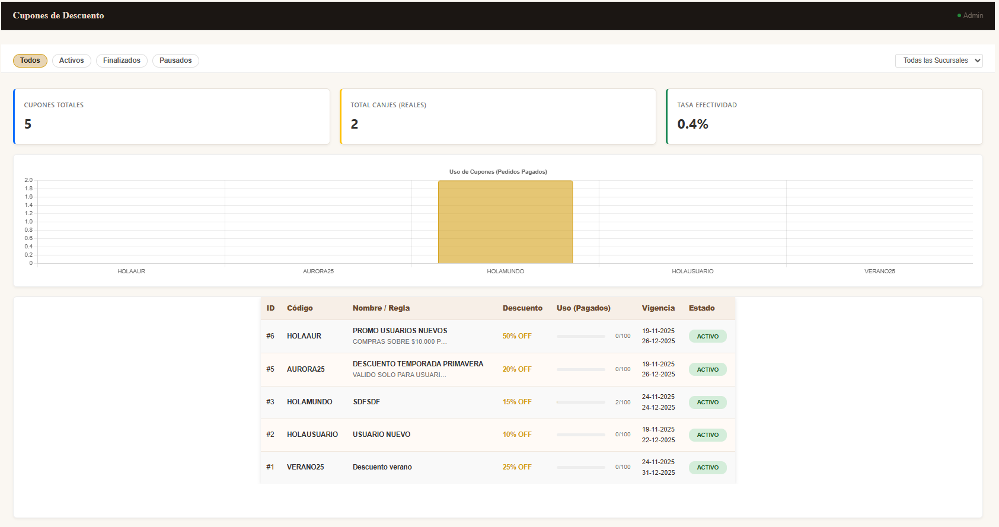 Cupones de Descuento
Admin
Todos Activos Finalizados Pausados
Todas las Sucursales
CUPONES TOTALES
5
TOTAL CANJES (REALES)
2
TASA EFECTIVIDAD
0.4%
Uso de Cupones (Pedidos Pagados)
2.0
1.8
1.6
1.4
1.2
1.0
0.8
0.6
0.4
0.2
0
HOLAAUR AURORA25 HOLAMUNDO HOLAUSUARIO VERANO25
ID Código Nombre / Regla Descuento Uso (Pagados) Vigencia Estado
#6 HOLAAUR PROMO USUARIOS NUEVOS
COMPRAS SOBRE $10.000 P... 50% OFF 0/100 19-11-2025
26-12-2025 ACTIVO
#5 AURORA25 DESCUENTO TEMPORADA PRIMAVERA
VALIDO SOLO PARA USUARI... 20% OFF 0/100 19-11-2025
26-12-2025 ACTIVO
#3 HOLAMUNDO SDFSDF 15% OFF 2/100 24-11-2025
24-12-2025 ACTIVO
#2 HOLAUSUARIO USUARIO NUEVO 10% OFF 0/100 19-11-2025
22-12-2025 ACTIVO
#1 VERANO25 Descuento verano 25% OFF 0/100 24-11-2025
31-12-2025 ACTIVO